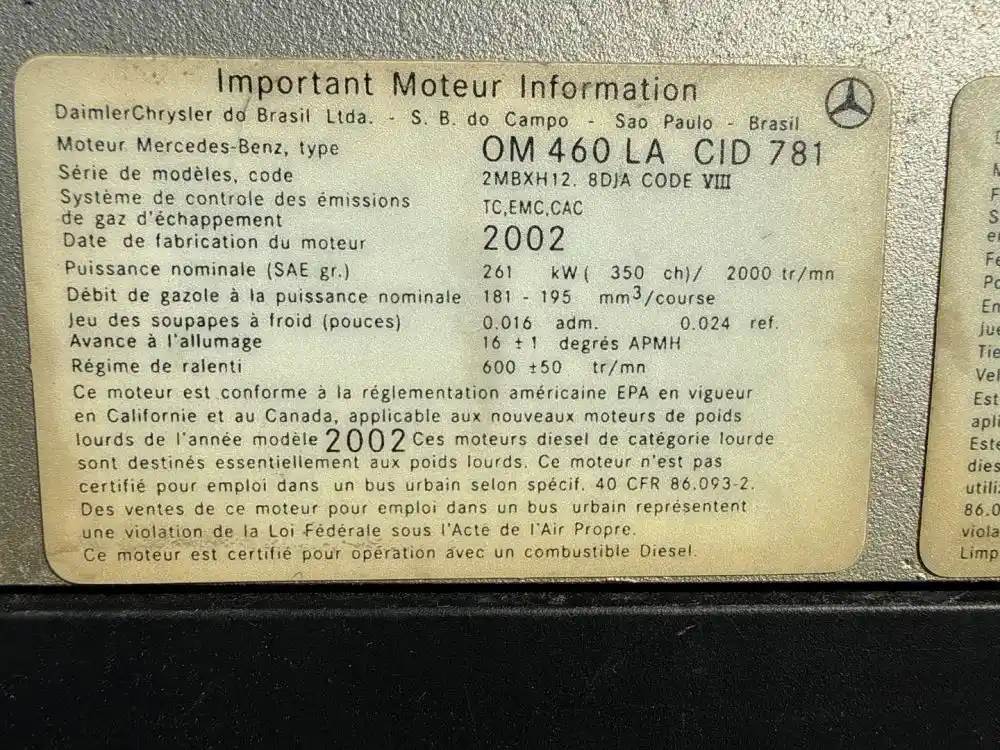 Important Moteur Information
DaimlerChrysler do Brasil Ltda. - S. B. do Campo - Sao Paulo - Brasil
Moteur Mercedes-Benz, type OM 460 LA CID 781
Série de modèles, code 2MBXH12. 8DJA CODE VIII
Système de controle des émissions
de gaz d'échappement TC,EMC,CAC
Date de fabrication du moteur 2002
Puissance nominale (SAE gr.) 261 kW ( 350 ch)/ 2000 tr/mn
Débit de gazole à la puissance nominale 181 - 195 mm³/course
Jeu des soupapes à froid (pouces) 0.016 adm. 0.024 ref.
Avance à l'allumage 16 ±1 degrés APMH
Régime de ralenti 600 ±50 tr/mn
Ce moteur est conforme à la réglementation américaine EPA en vigueur
en Californie et au Canada, applicable aux nouveaux moteurs de poids
lourds de l'année modèle 2002 Ces moteurs diesel de catégorie lourde
sont destinés essentiellement aux poids lourds. Ce moteur n'est pas
certifié pour emploi dans un bus urbain selon spécif. 40 CFR 86.093-2.
Des ventes de ce moteur pour emploi dans un bus urbain représentent
une violation de la Loi Fédérale sous l'Acte de l'Air Propre.
Ce moteur est certifié pour opération avec un combustible Diesel.